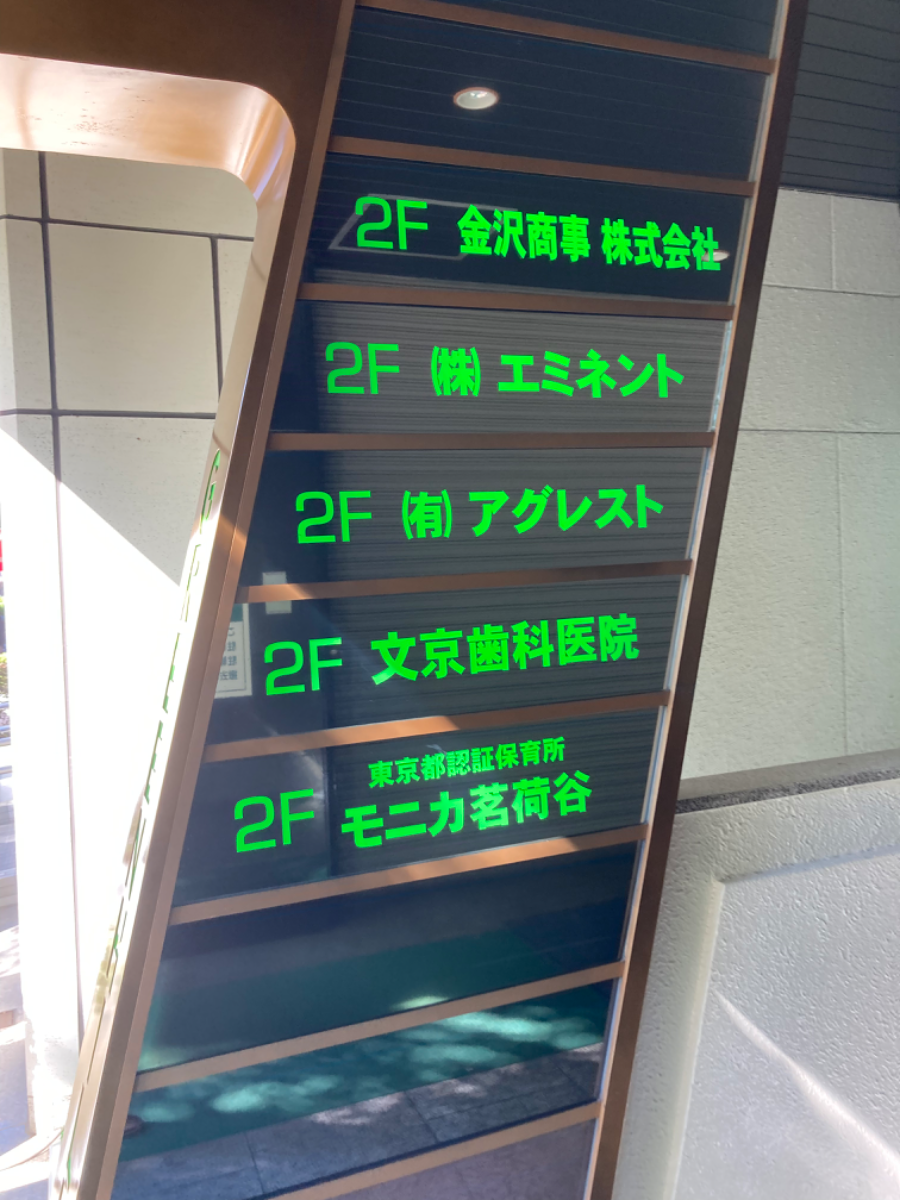 2F 金沢商事 株式会社
2F ㈱ エミネント
2F ㈲ アグレスト
2F 文京歯科医院
東京都認証保育所
2F モニカ茗荷谷